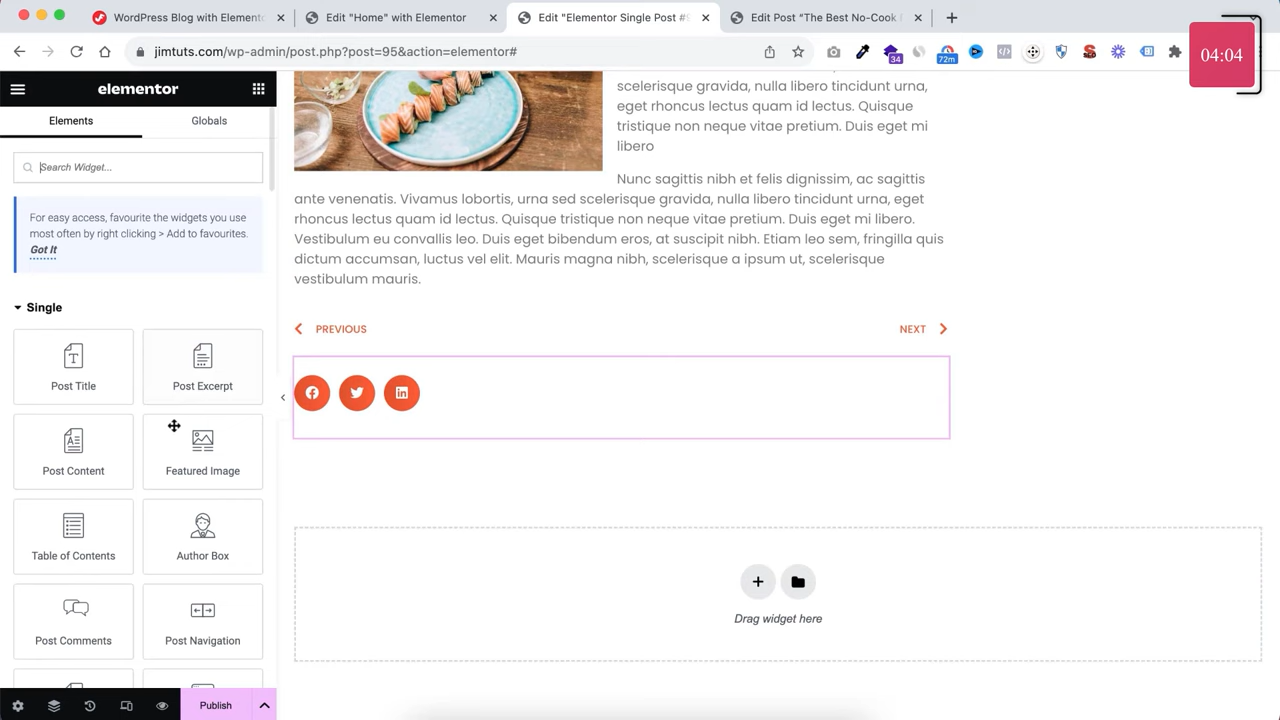 WordPress Blog with Element
Edit "Home" with Elementor
Edit "Elementor Single Post #9
Edit Post “The Best No-Cook
jimtuts.com/wp-admin/post.php?post=95&action=elementor#
34
72m
04:04
elementor
Elements
Globals
Search Widget...
For easy access, favourite the widgets you use
most often by right clicking > Add to favourites.
Got It
Single
Post Title
Post Excerpt
Post Content
Featured Image
Table of Contents
Author Box
Post Comments
Post Navigation
Publish
scelerisque gravida, nulla libero tincidunt urna,
eget rhoncus lectus quam id lectus. Quisque
tristique non neque vitae pretium. Duis eget mi
libero
Nunc sagittis nibh et felis dignissim, ac sagittis
ante venenatis. Vivamus lobortis, urna sed scelerisque gravida, nulla libero tincidunt urna, eget
rhoncus lectus quam id lectus. Quisque tristique non neque vitae pretium. Duis eget mi libero.
Vestibulum eu convallis leo. Duis eget bibendum eros, at suscipit nibh. Etiam leo sem, fringilla quis
dictum accumsan, luctus vel elit. Mauris magna nibh, scelerisque a ipsum ut, scelerisque
vestibulum mauris.
PREVIOUS
NEXT
Drag widget here